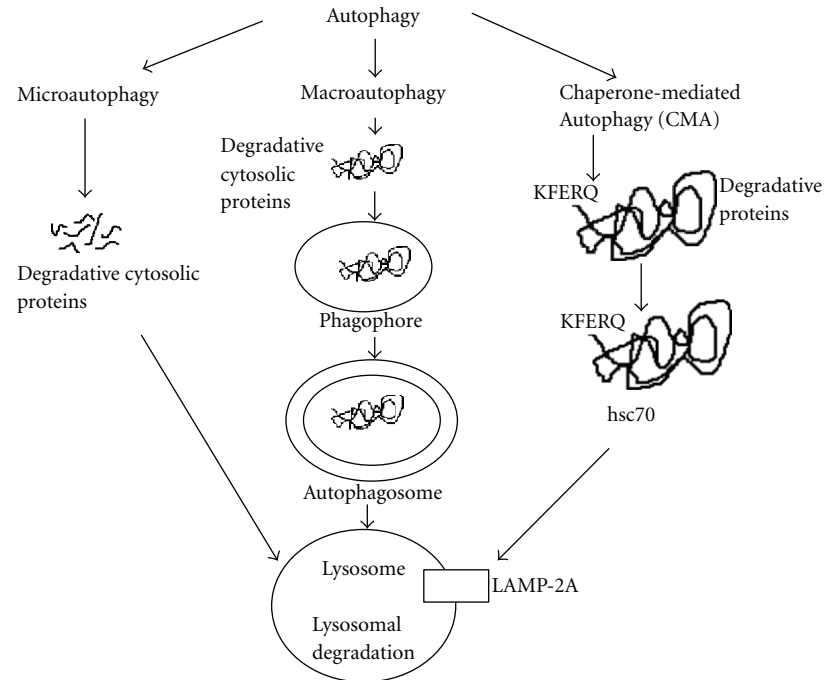 Autophagy
Microautophagy
Macroautophagy
Chaperone-mediated
Autophagy (CMA)
Degradative
cytosolic
proteins
KFERQ
Degradative
proteins
Degradative cytosolic
proteins
Phagophore
KFERQ
hsc70
Autophagosome
Lysosome
LAMP-2A
Lysosomal
degradation